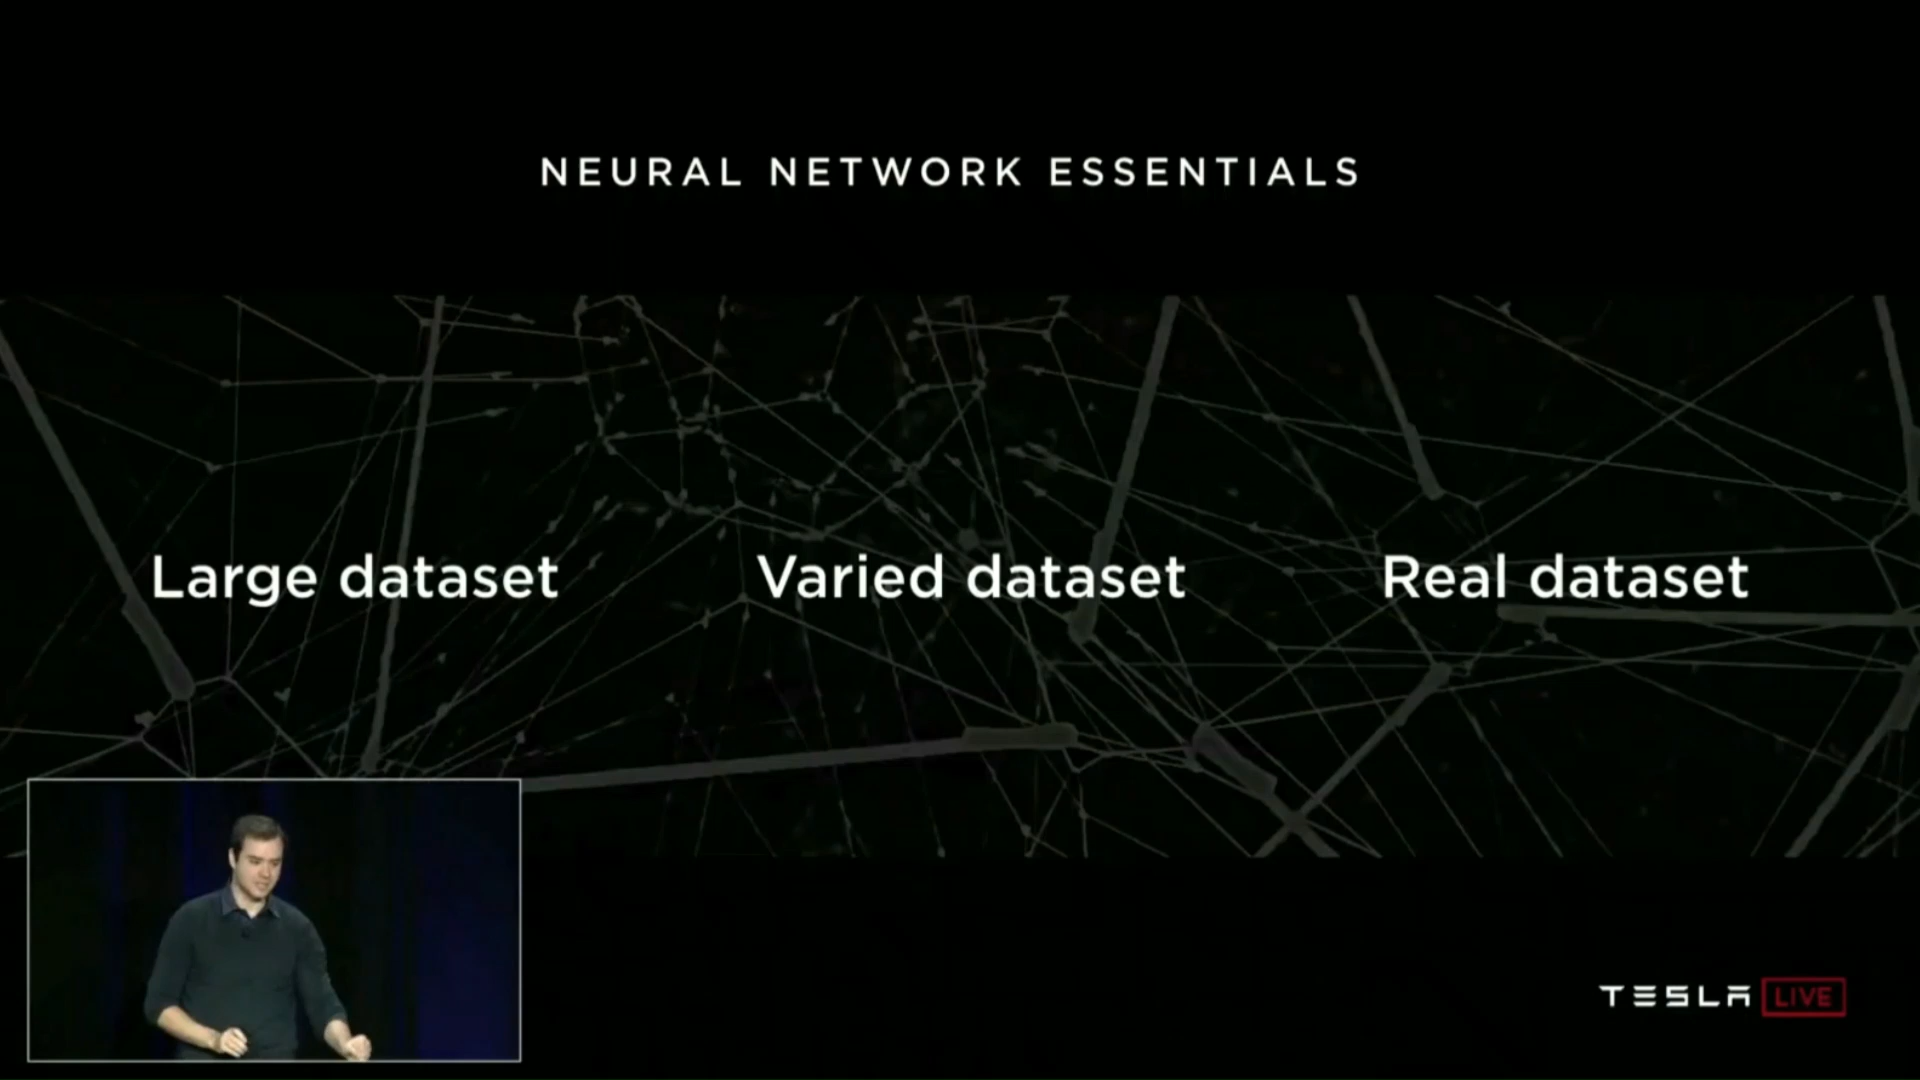 NEURAL NETWORK ESSENTIALS
Large dataset Varied dataset Real dataset
TESLA LIVE